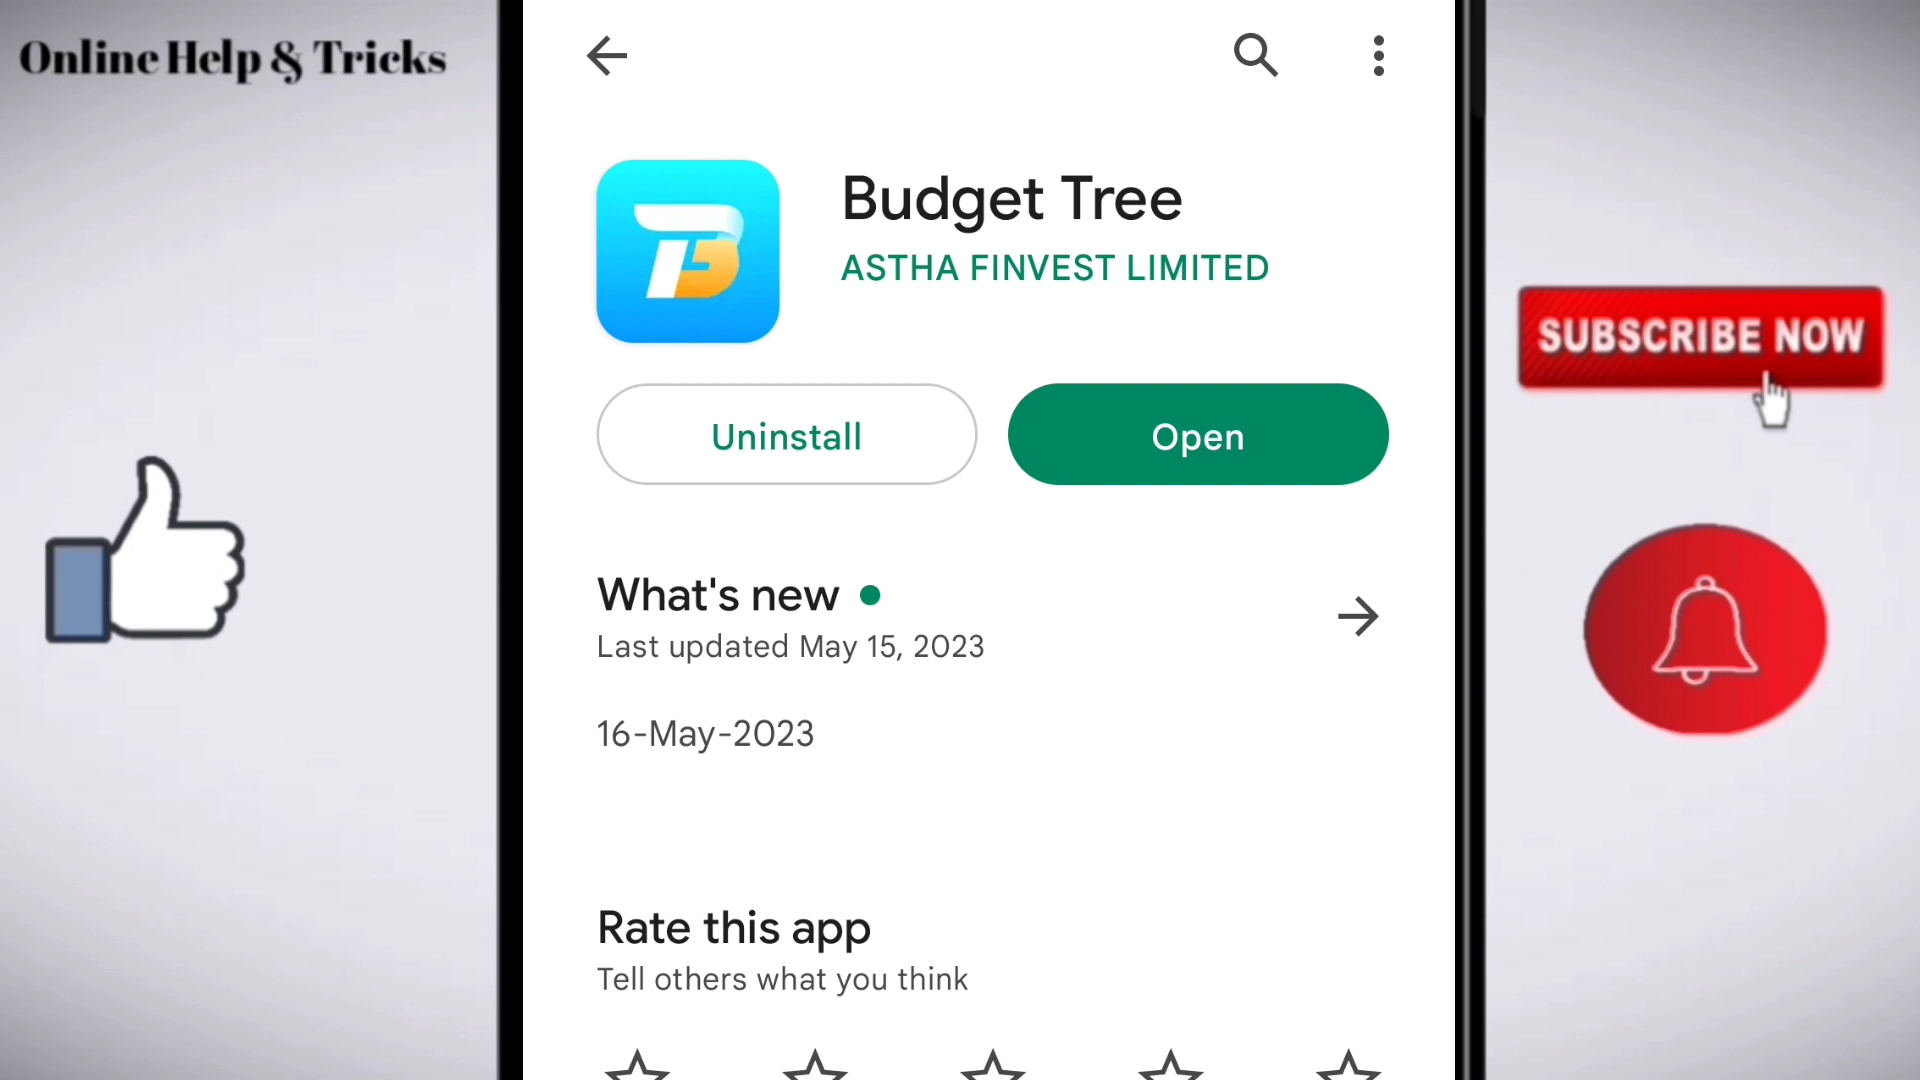 Online Help & Tricks
Budget Tree
ASTHA FINVEST LIMITED
Uninstall
Open
SUBSCRIBE NOW
What's new
Last updated May 15, 2023
16-May-2023
Rate this app
Tell others what you think